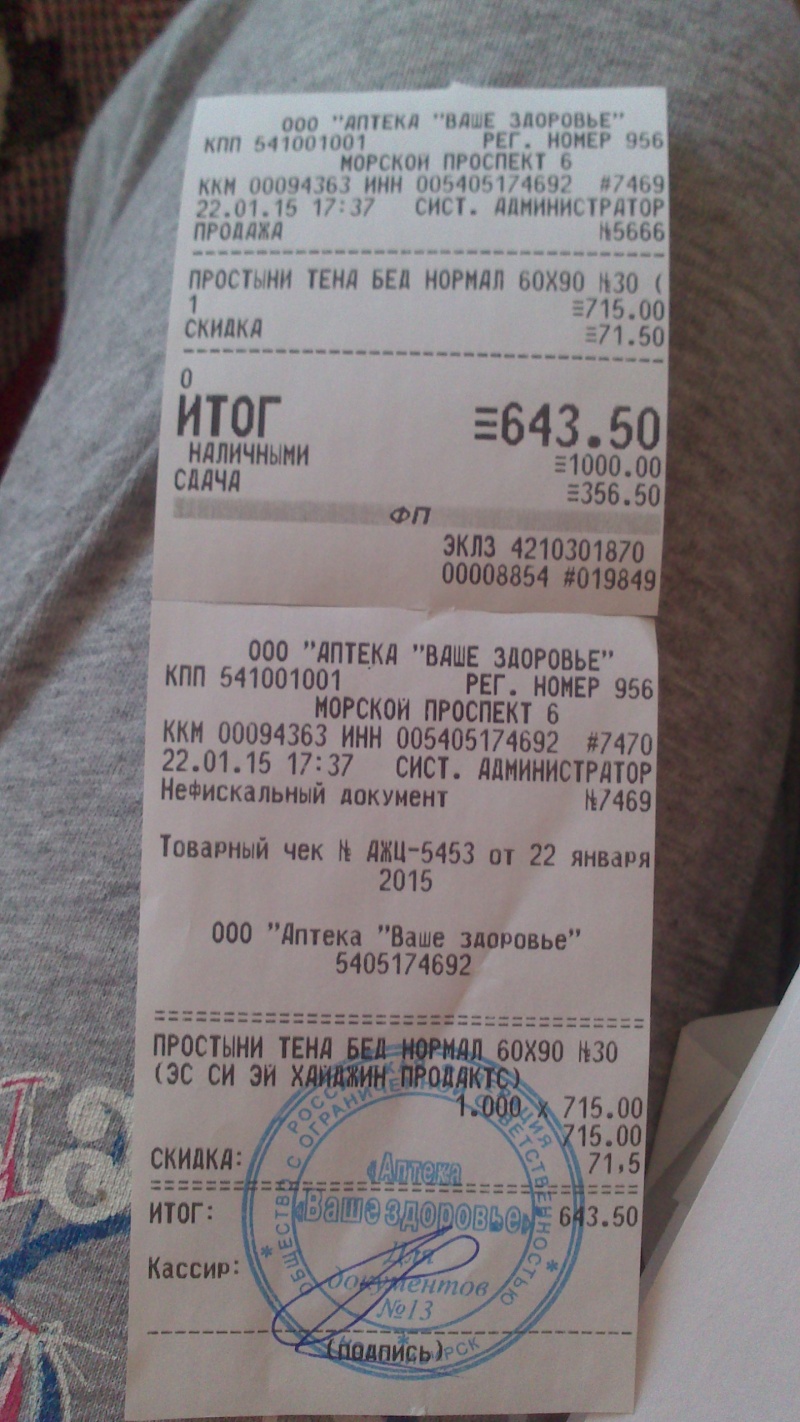 ООО "АПТЕКА "ВАШЕ ЗДОРОВЬЕ"
КПП 541001001 РЕГ. НОМЕР 956
МОРСКОЙ ПРОСПЕКТ 6
ККМ 00094363 ИНН 005405174692 #7469
22.01.15 17:37 СИСТ. АДМИНИСТРАТОР
ПРОДАЖА №5666
ПРОСТЫНИ ТЕНА БЕД НОРМАЛ 60Х90 №30 (
1 ≡715.00
СКИДКА ≡71.50
0
ИТОГ ≡643.50
НАЛИЧНЫМИ ≡1000.00
СДАЧА ≡356.50
ФП
ЭКЛЗ 4210301870
00008854 #019849
ООО "АПТЕКА "ВАШЕ ЗДОРОВЬЕ"
КПП 541001001 РЕГ. НОМЕР 956
МОРСКОЙ ПРОСПЕКТ 6
ККМ 00094363 ИНН 005405174692 #7470
22.01.15 17:37 СИСТ. АДМИНИСТРАТОР
Нефискальный документ №7469
Товарный чек № АЖЦ-5453 от 22 января
2015
ООО "Аптека "Ваше здоровье"
5405174692
ПРОСТЫНИ ТЕНА БЕД НОРМАЛ 60Х90 №30
(ЭС СИ ЭЙ ХАЙДЖИН ПРОДАКТС)
1.000 x 715.00
715.00
СКИДКА: 71,5
ИТОГ: 643.50
Кассир:
(подпись)
ОБЩЕСТВО С ОГРАНИЧЕННОЙ ОТВЕТСТВЕННОСТЬЮ
«Аптека
«Ваше здоровье»
Для
документов
№13